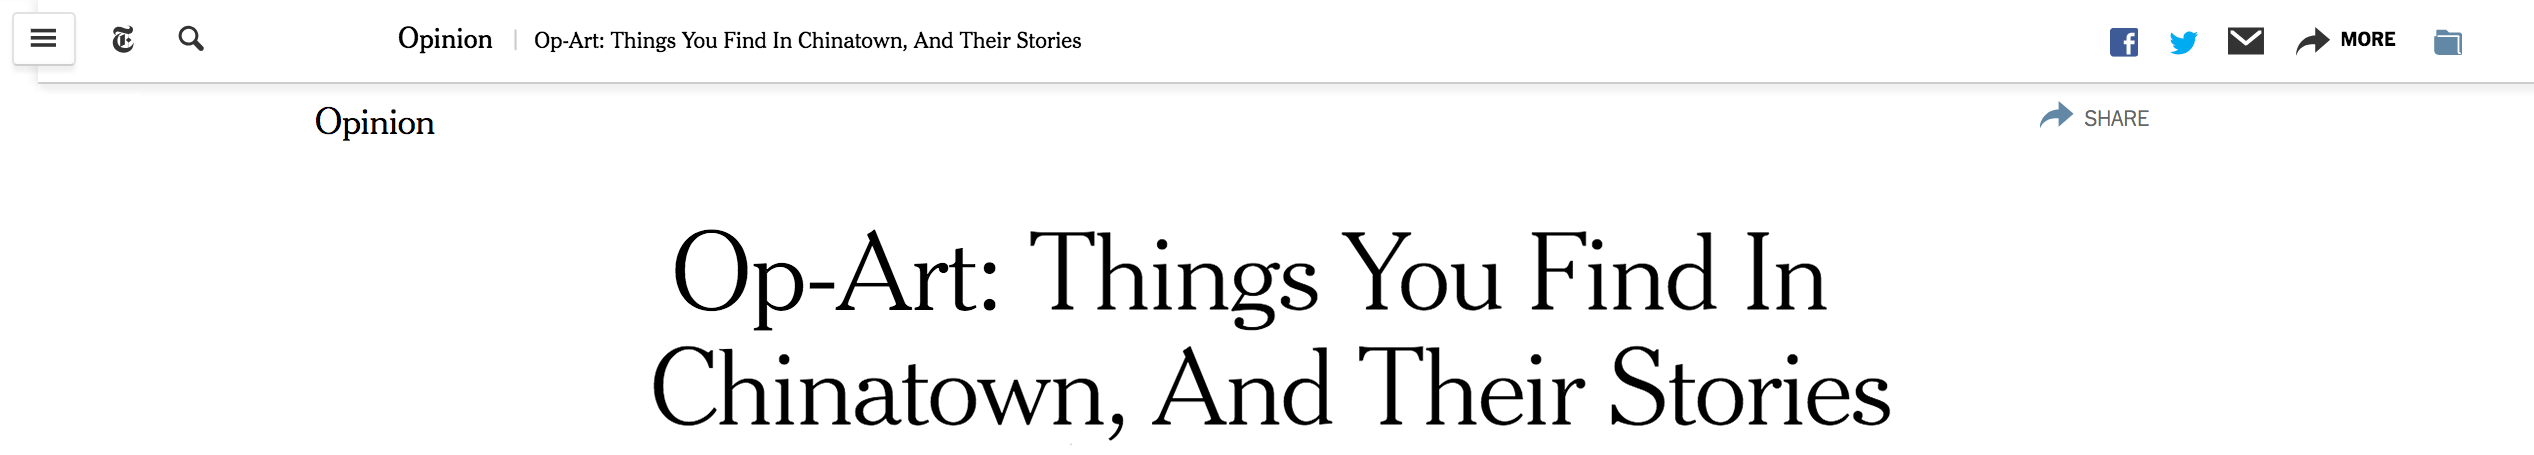 Opinion | Op-Art: Things You Find In Chinatown, And Their Stories MORE
Opinion SHARE
Op-Art: Things You Find In
Chinatown, And Their Stories